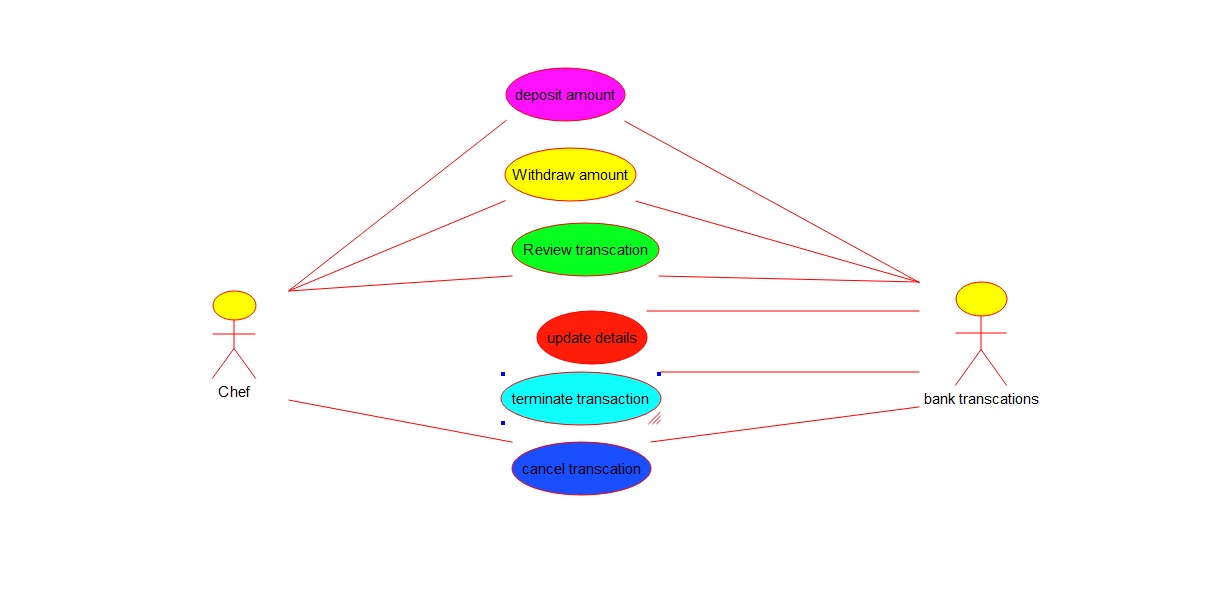 deposit amount
Withdraw amount
Review transcation
update details
Chef
terminate transaction
bank transcations
cancel transcation